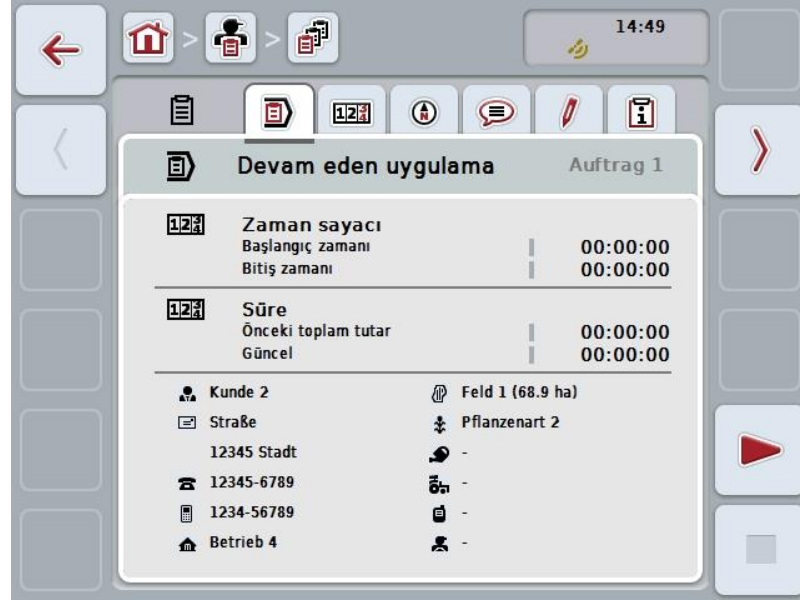 14:49
Devam eden uygulama Auftrag 1
Zaman sayacı
Başlangıç zamanı 00:00:00
Bitiş zamanı 00:00:00
Süre
Önceki toplam tutar 00:00:00
Güncel 00:00:00
Kunde 2 Feld 1 (68.9 ha)
Straße Pflanzenart 2
12345 Stadt -
12345-6789 -
1234-56789 -
Betrieb 4 -